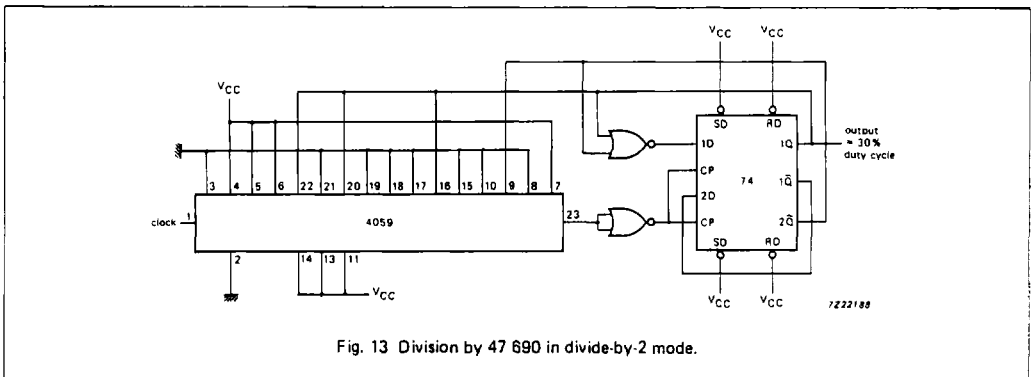 VCC VCC
VCC
SD RD
3 4 5 6 22 21 20 19 18 17 16 15 10 9 8 7
1D 1Q
output
≈ 30%
duty cycle
CP 74 1Q̅
clock 1 4059 23
2D
CP 2Q̅
2 14 13 11
SD RD
VCC
VCC VCC
7Z22188
Fig. 13 Division by 47 690 in divide-by-2 mode.